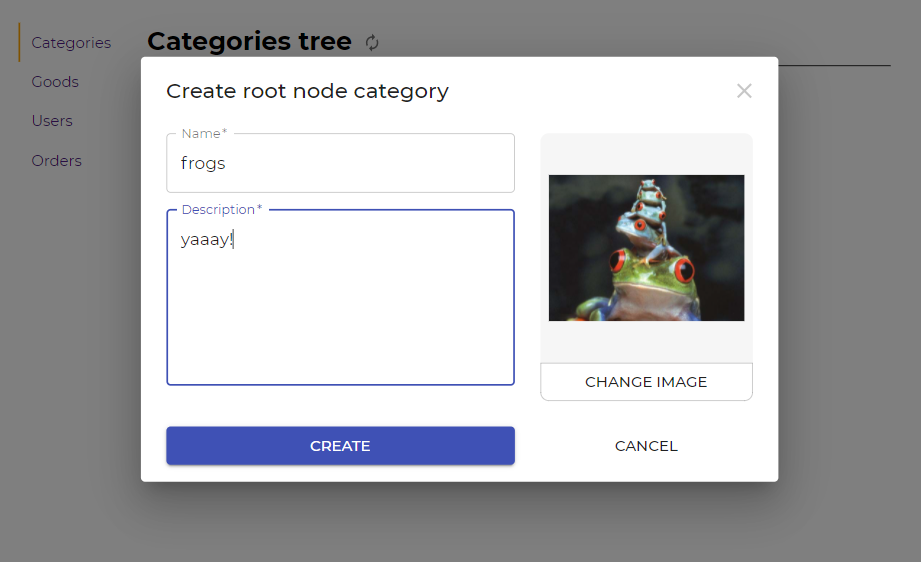 Categories
Goods
Users
Orders
Categories tree
Create root node category
Name*
frogs
Description*
yaaay!
CHANGE IMAGE
CREATE
CANCEL